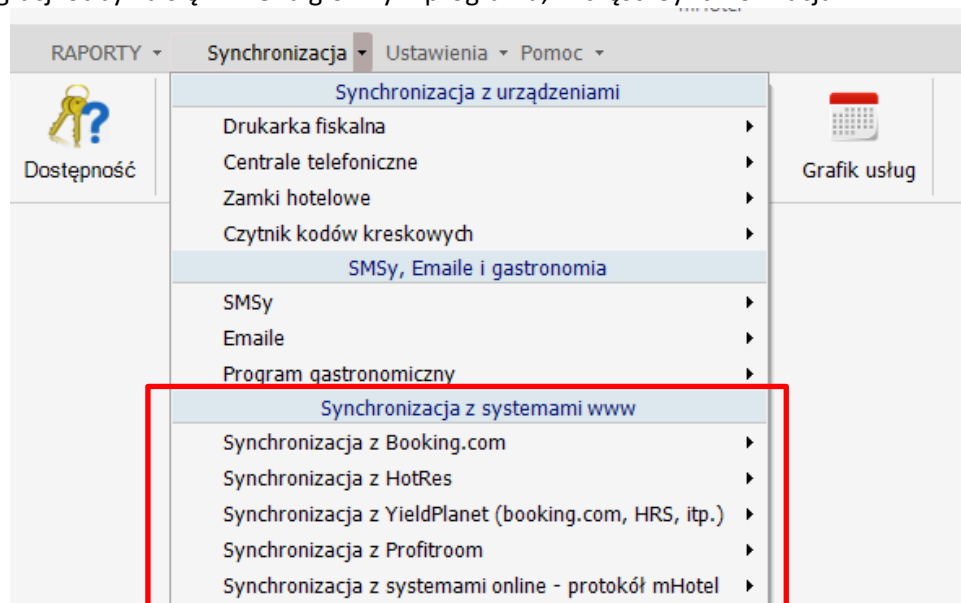 RAPORTY Synchronizacja Ustawienia Pomoc
Synchronizacja z urządzeniami
Drukarka fiskalna
Centrale telefoniczne
Zamki hotelowe
Czytnik kodów kreskowych
Dostępność
Grafik usług
SMSy, Emaile i gastronomia
SMSy
Emaile
Program gastronomiczny
Synchronizacja z systemami www
Synchronizacja z Booking.com
Synchronizacja z HotRes
Synchronizacja z YieldPlanet (booking.com, HRS, itp.)
Synchronizacja z Profitroom
Synchronizacja z systemami online - protokół mHotel